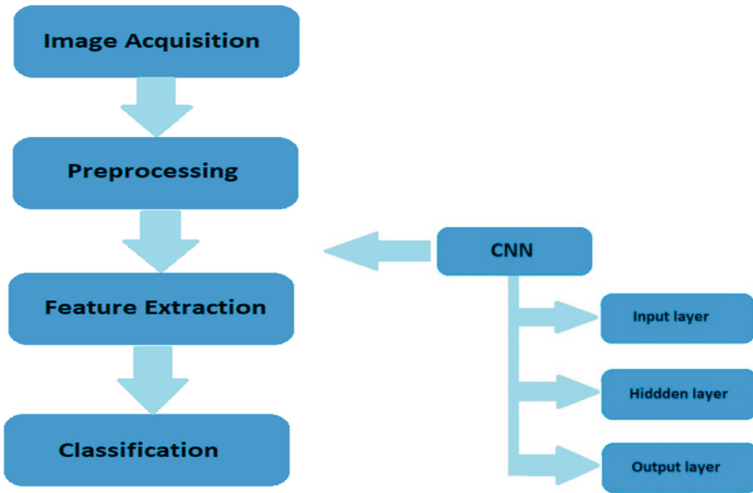 Image Acquisition
Preprocessing
Feature Extraction
Classification
CNN
Input layer
Hiddden layer
Output layer